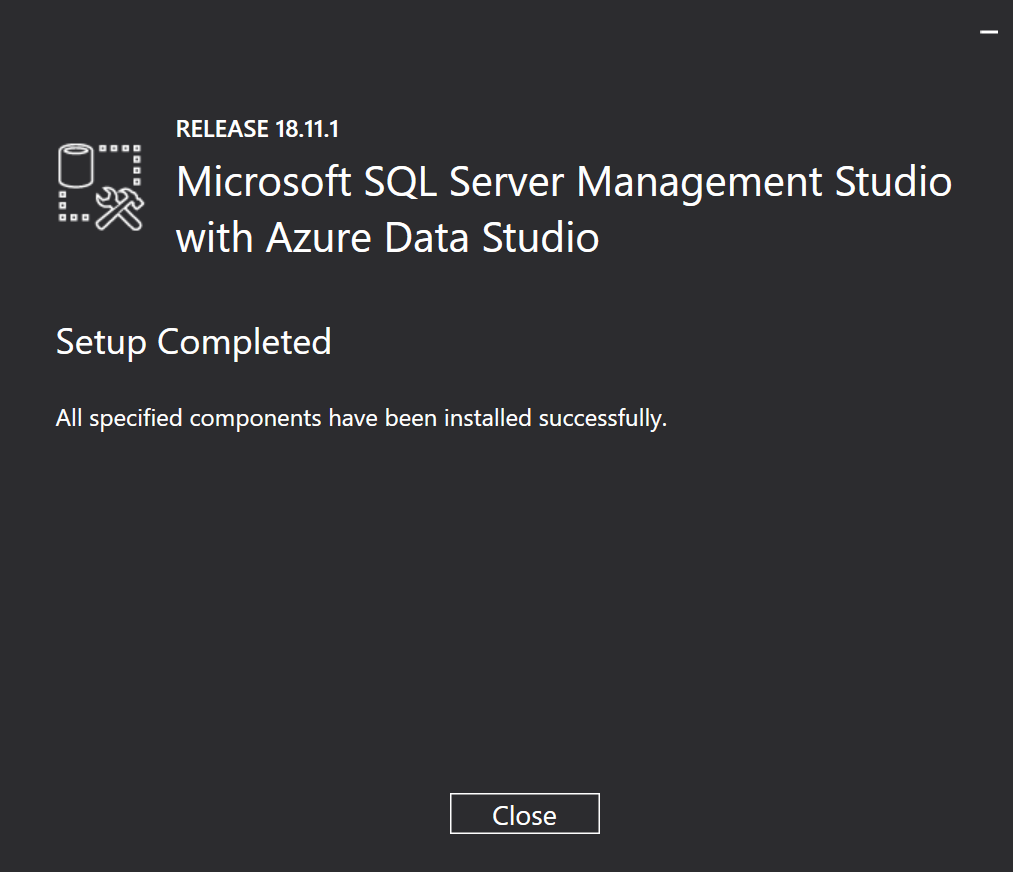 RELEASE 18.11.1
Microsoft SQL Server Management Studio
with Azure Data Studio
Setup Completed
All specified components have been installed successfully.
Close